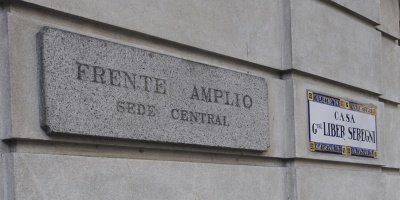 FRENTE AMPLIO
SEDE CENTRAL
CASA
Gral LIBER SEREGNI